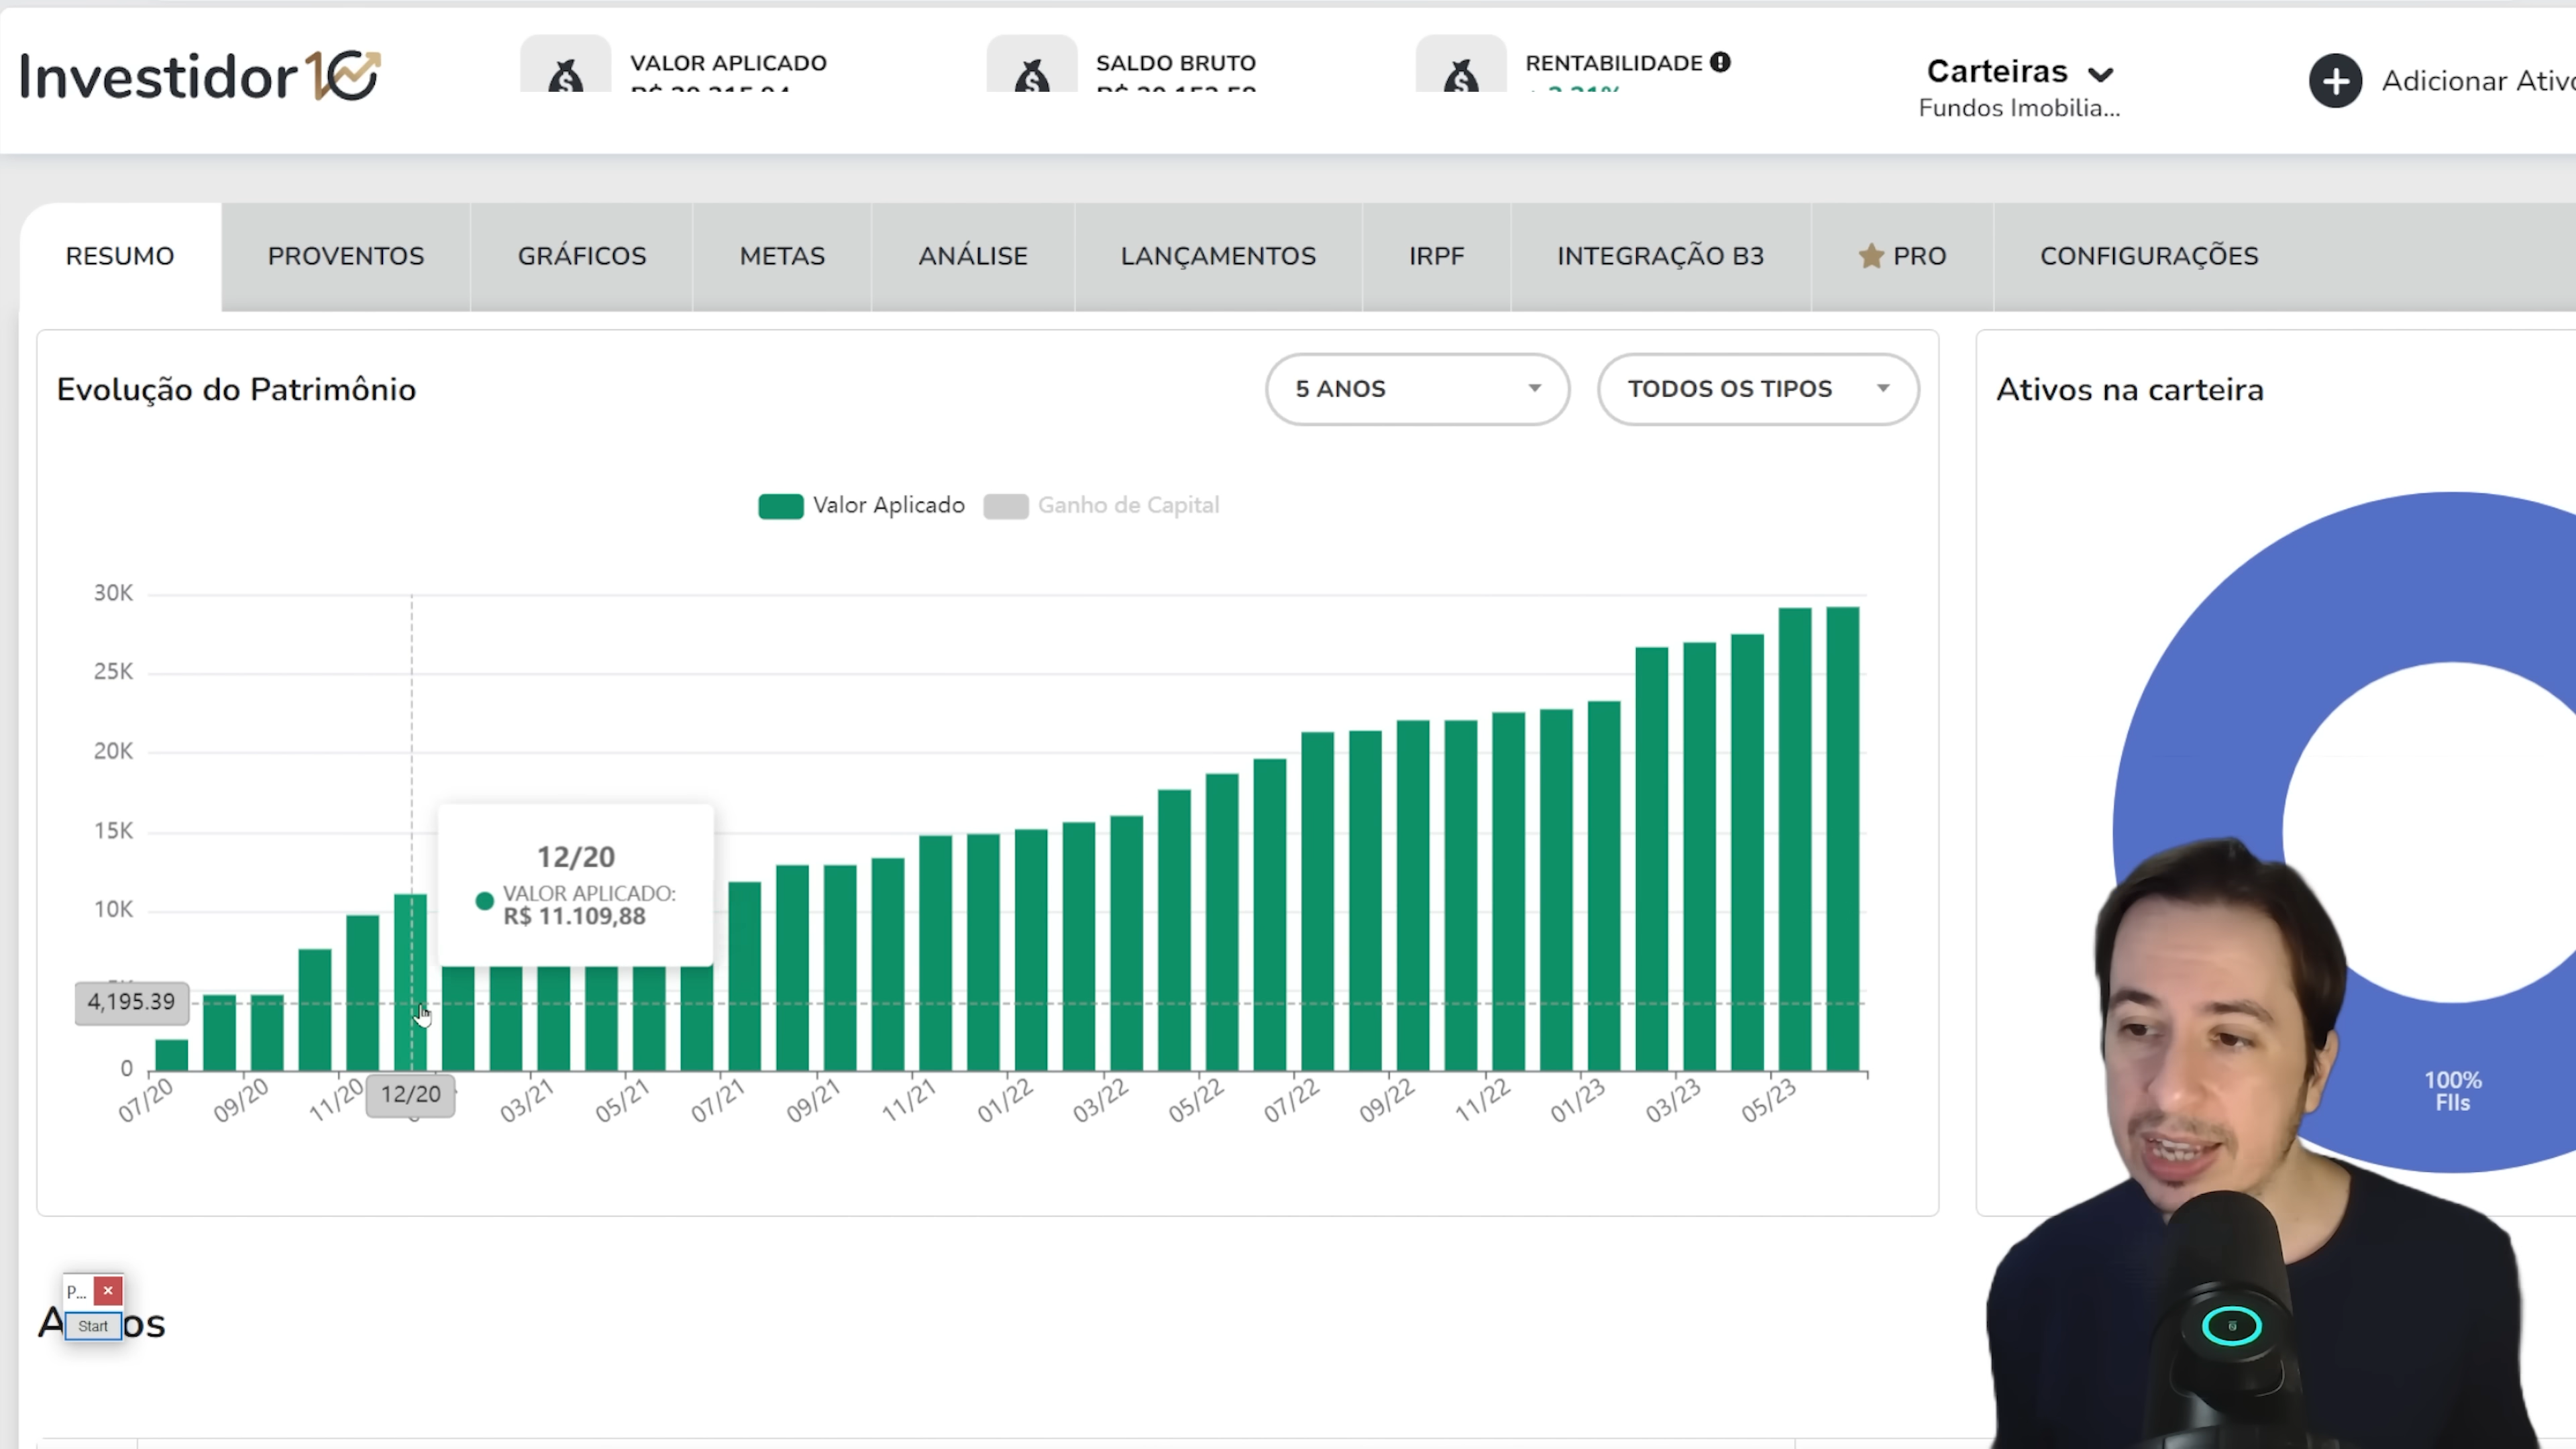 Investidor10
VALOR APLICADO
SALDO BRUTO
RENTABILIDADE
Carteiras
Fundos Imobilia...
Adicionar Ativo
RESUMO
PROVENTOS
GRÁFICOS
METAS
ANÁLISE
LANÇAMENTOS
IRPF
INTEGRAÇÃO B3
PRO
CONFIGURAÇÕES
Evolução do Patrimônio
5 ANOS
TODOS OS TIPOS
Ativos na carteira
Valor Aplicado
Ganho de Capital
30K
25K
20K
15K
10K
4,195.39
0
12/20
VALOR APLICADO:
R$ 11.109,88
07/20
09/20
11/20
12/20
03/21
05/21
07/21
09/21
11/21
01/22
03/22
05/22
07/22
09/22
11/22
01/23
03/23
05/23
100%
FIIs
P...
Start